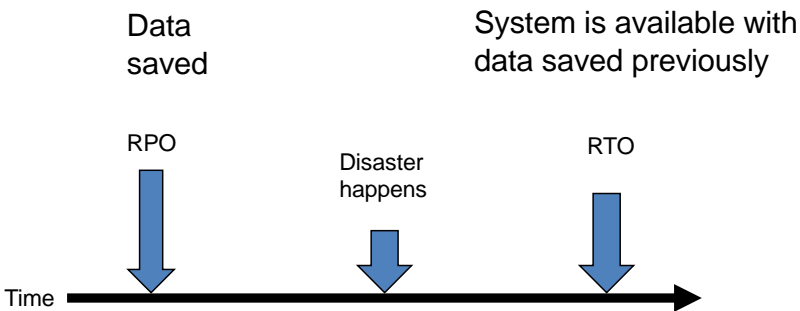 Data
saved
System is available with
data saved previously
RPO
Disaster
happens
RTO
Time